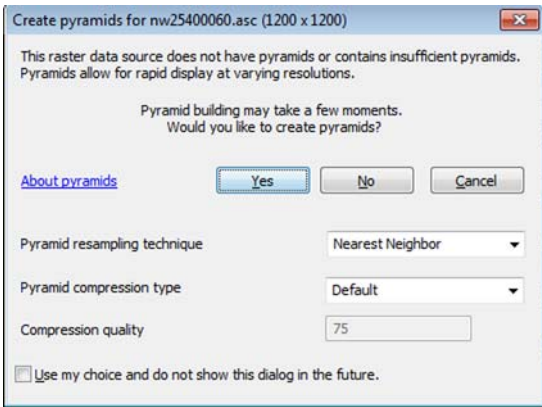 Create pyramids for nw25400060.asc (1200 x 1200)
This raster data source does not have pyramids or contains insufficient pyramids.
Pyramids allow for rapid display at varying resolutions.
Pyramid building may take a few moments.
Would you like to create pyramids?
About pyramids Yes No Cancel
Pyramid resampling technique Nearest Neighbor
Pyramid compression type Default
Compression quality 75
Use my choice and do not show this dialog in the future.